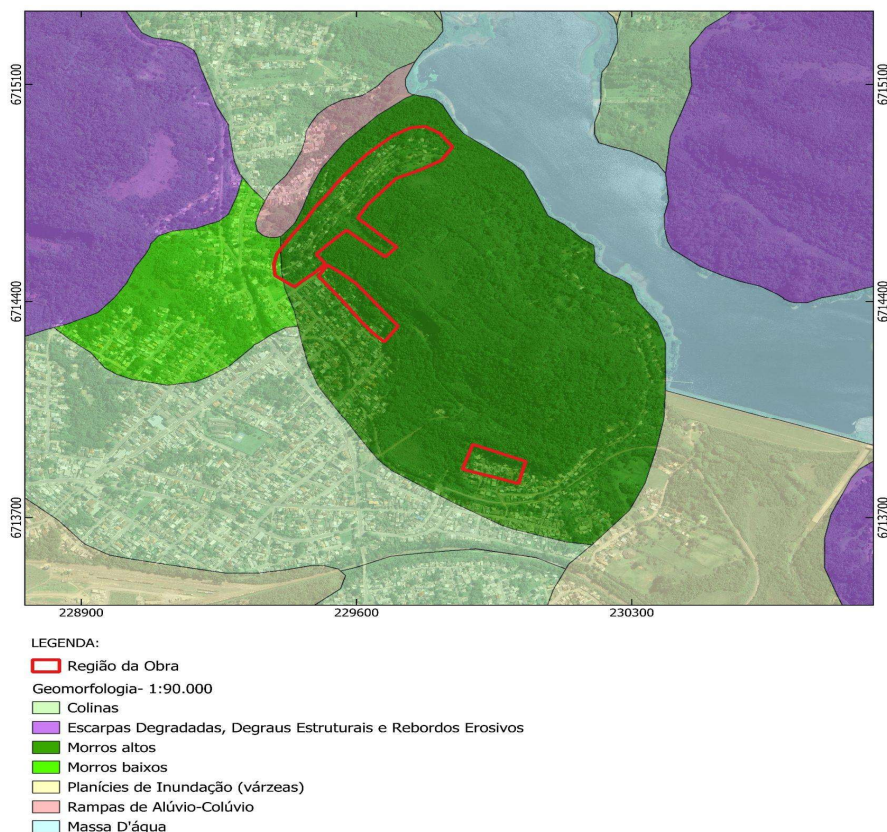 6715100
6715100
6714400
6714400
6713700
6713700
228900
229600
230300
LEGENDA:
Região da Obra
Geomorfologia- 1:90.000
Colinas
Escarpas Degradadas, Degraus Estruturais e Rebordos Erosivos
Morros altos
Morros baixos
Planícies de Inundação (várzeas)
Rampas de Alúvio-Colúvio
Massa D'água